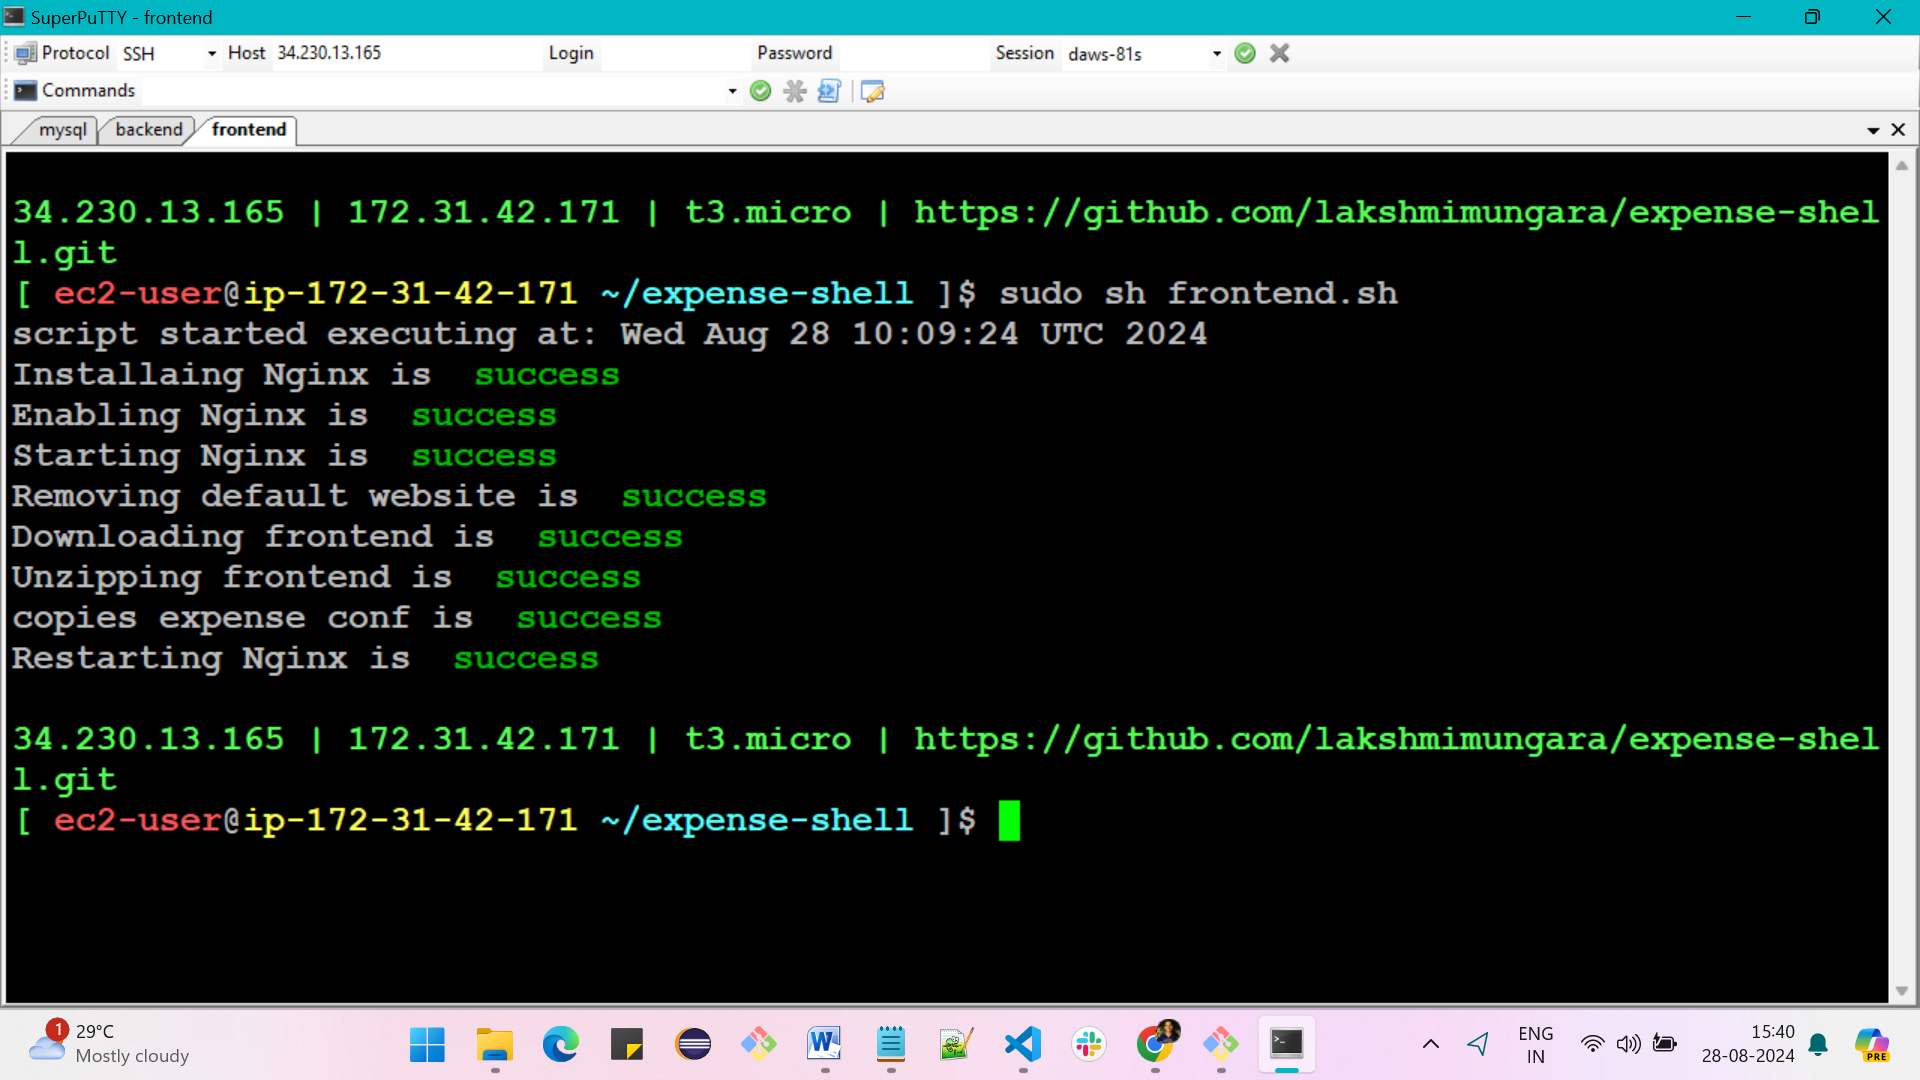 SuperPuTTY - frontend
Protocol SSH Host 34.230.13.165 Login Password Session daws-81s
Commands
mysql backend frontend
34.230.13.165 | 172.31.42.171 | t3.micro | https://github.com/lakshmimungara/expense-shel
l.git
[ ec2-user@ip-172-31-42-171 ~/expense-shell ]$ sudo sh frontend.sh
script started executing at: Wed Aug 28 10:09:24 UTC 2024
Installaing Nginx is  success
Enabling Nginx is  success
Starting Nginx is  success
Removing default website is  success
Downloading frontend is  success
Unzipping frontend is  success
copies expense conf is  success
Restarting Nginx is  success
34.230.13.165 | 172.31.42.171 | t3.micro | https://github.com/lakshmimungara/expense-shel
l.git
[ ec2-user@ip-172-31-42-171 ~/expense-shell ]$
1 29°C
Mostly cloudy
ENG
IN
15:40
28-08-2024
PRE